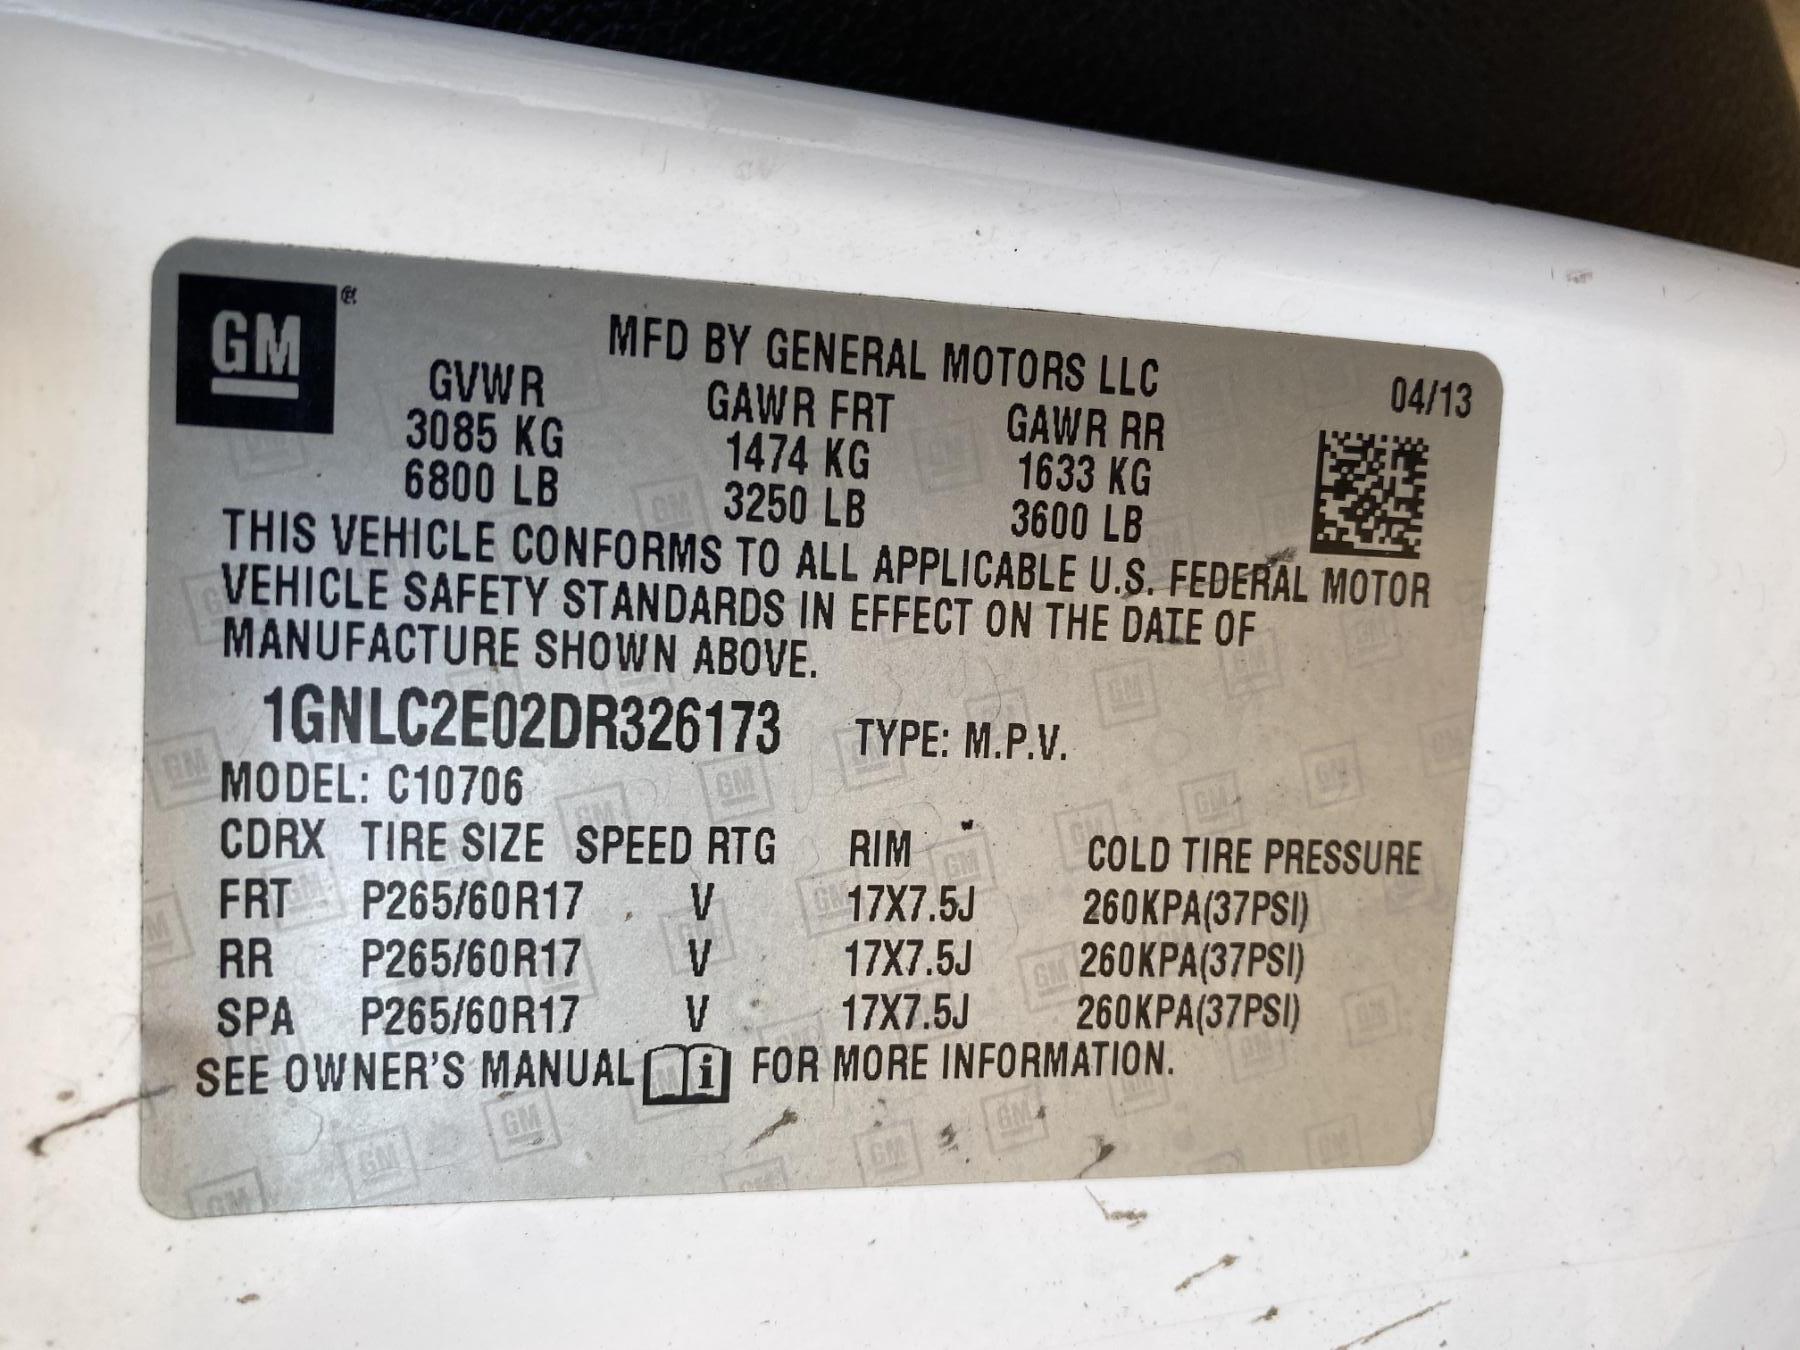 GM
MFD BY GENERAL MOTORS LLC
04/13
GVWR GAWR FRT GAWR RR
3085 KG 1474 KG 1633 KG
6800 LB 3250 LB 3600 LB
THIS VEHICLE CONFORMS TO ALL APPLICABLE U.S. FEDERAL MOTOR
VEHICLE SAFETY STANDARDS IN EFFECT ON THE DATE OF
MANUFACTURE SHOWN ABOVE.
1GNLC2E02DR326173 TYPE: M.P.V.
MODEL: C10706
CDRX TIRE SIZE SPEED RTG RIM COLD TIRE PRESSURE
FRT P265/60R17 V 17X7.5J 260KPA(37PSI)
RR P265/60R17 V 17X7.5J 260KPA(37PSI)
SPA P265/60R17 V 17X7.5J 260KPA(37PSI)
SEE OWNER'S MANUAL i FOR MORE INFORMATION.